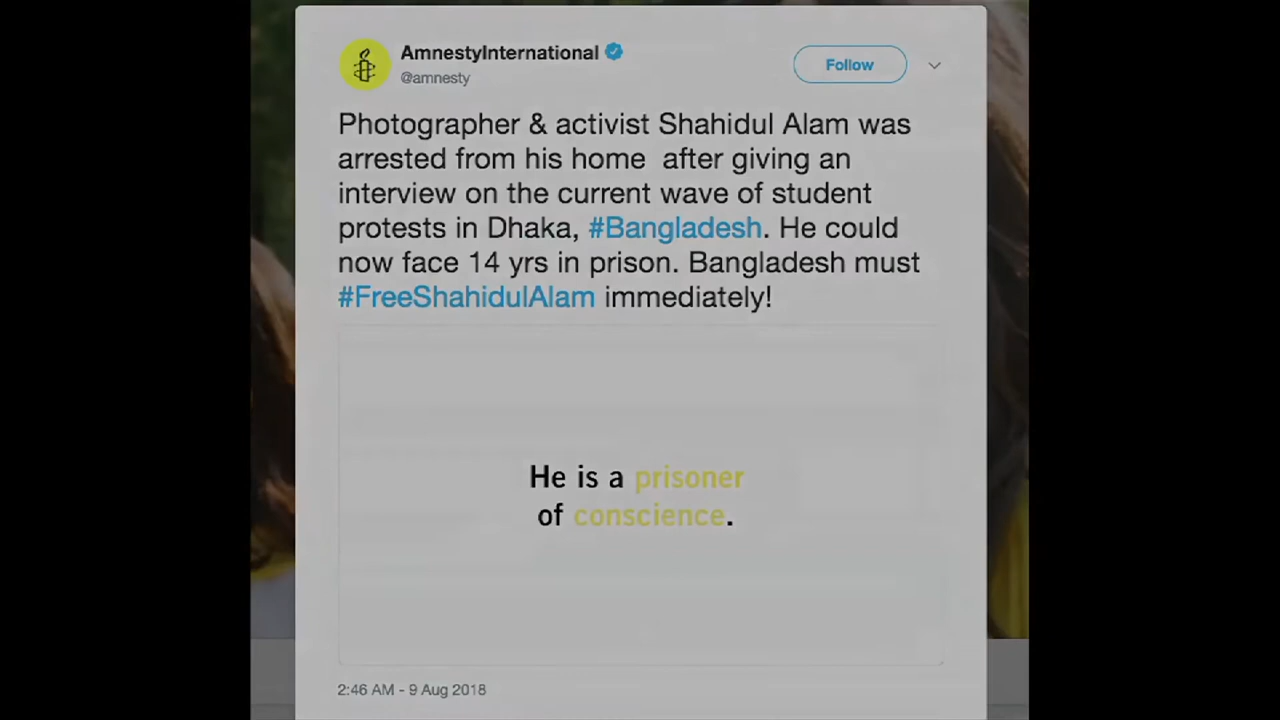 AmnestyInternational
@amnesty
Follow
Photographer & activist Shahidul Alam was
arrested from his home  after giving an
interview on the current wave of student
protests in Dhaka, #Bangladesh. He could
now face 14 yrs in prison. Bangladesh must
#FreeShahidulAlam immediately!
He is a prisoner
of conscience.
2:46 AM - 9 Aug 2018